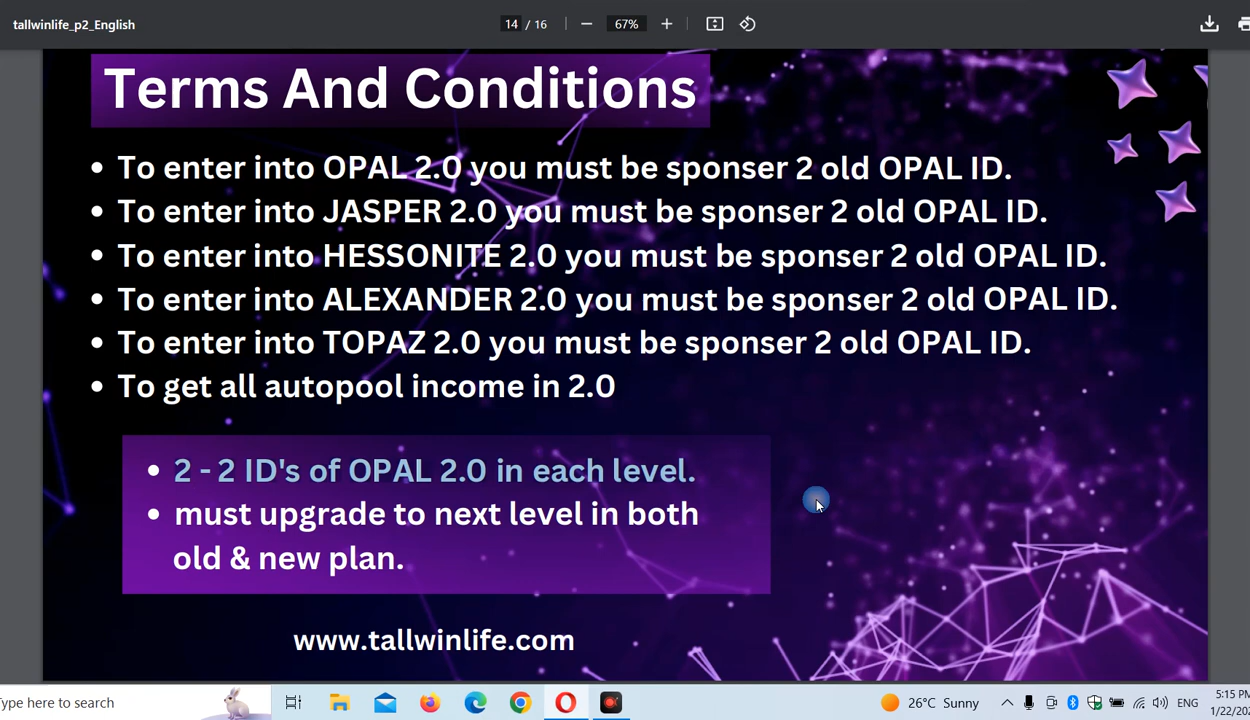 tallwinlife_p2_English
14 / 16
67%
Terms And Conditions
• To enter into OPAL 2.0 you must be sponser 2 old OPAL ID.
• To enter into JASPER 2.0 you must be sponser 2 old OPAL ID.
• To enter into HESSONITE 2.0 you must be sponser 2 old OPAL ID.
• To enter into ALEXANDER 2.0 you must be sponser 2 old OPAL ID.
• To enter into TOPAZ 2.0 you must be sponser 2 old OPAL ID.
• To get all autopool income in 2.0
• 2 - 2 ID's of OPAL 2.0 in each level.
• must upgrade to next level in both
old & new plan.
www.tallwinlife.com
ype here to search
26°C Sunny
ENG
5:15 PM
1/22/202